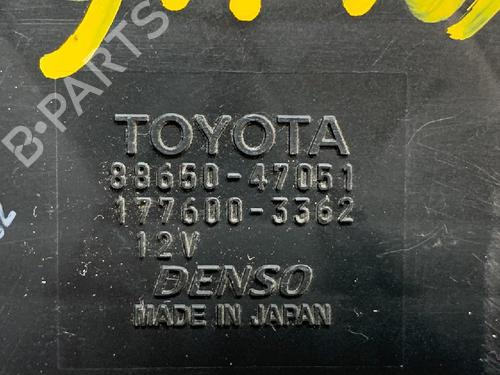 B-PARTS
TOYOTA
88650-47051
177600-3362
12V
DENSO
MADE IN JAPAN